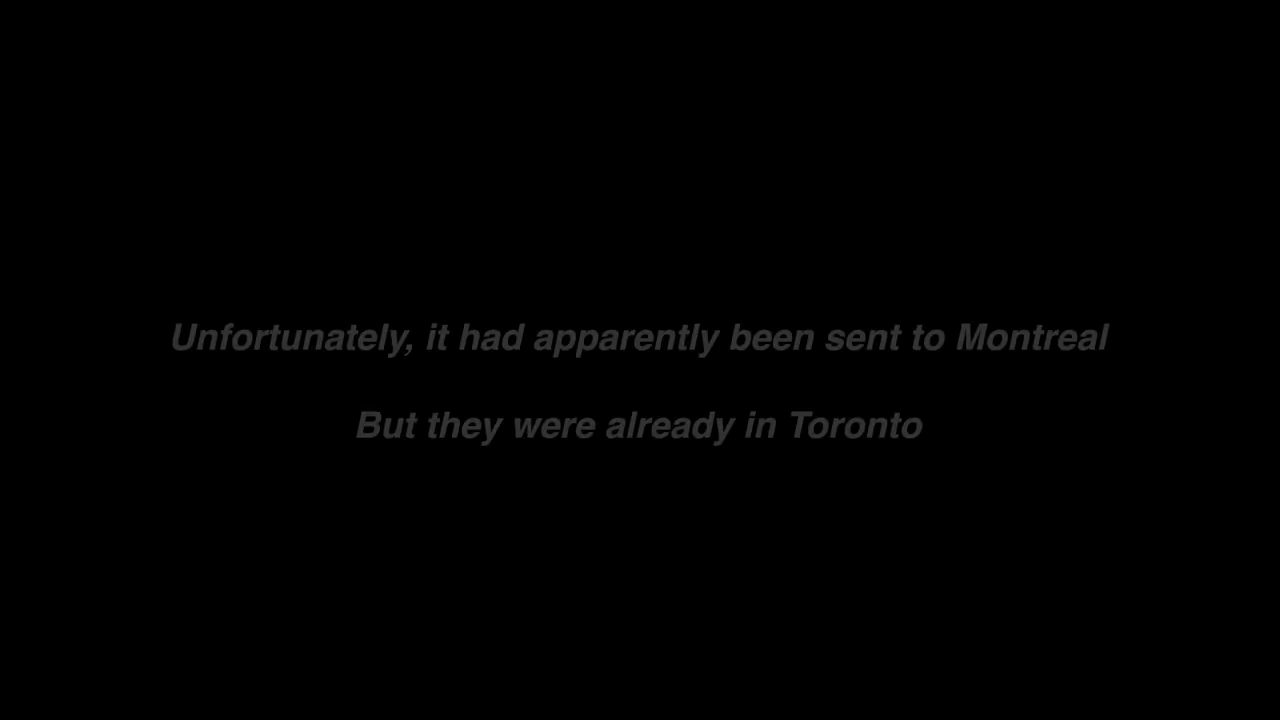 Unfortunately, it had apparently been sent to Montreal
But they were already in Toronto